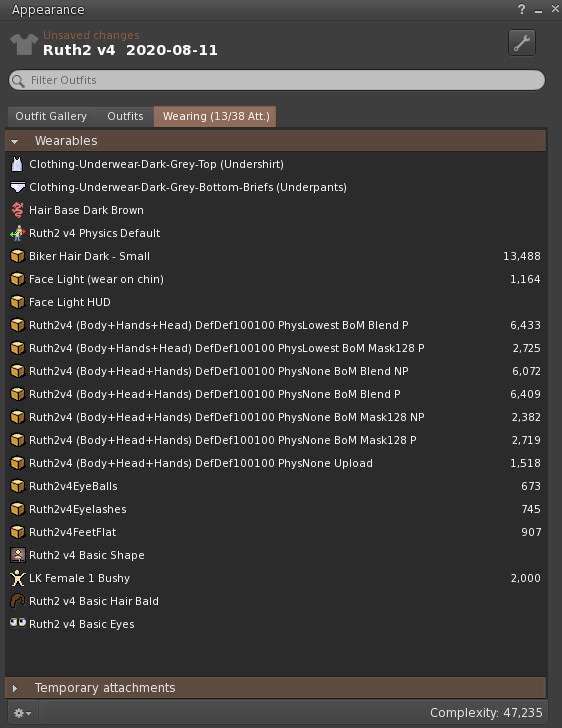 Appearance ? _ ×
Unsaved changes
Ruth2 v4 2020-08-11
Filter Outfits
Outfit Gallery Outfits Wearing (13/38 Att.)
Wearables
Clothing-Underwear-Dark-Grey-Top (Undershirt)
Clothing-Underwear-Dark-Grey-Bottom-Briefs (Underpants)
Hair Base Dark Brown
Ruth2 v4 Physics Default
Biker Hair Dark - Small 13,488
Face Light (wear on chin) 1,164
Face Light HUD
Ruth2v4 (Body+Hands+Head) DefDef100100 PhysLowest BoM Blend P 6,433
Ruth2v4 (Body+Hands+Head) DefDef100100 PhysLowest BoM Mask128 P 2,725
Ruth2v4 (Body+Head+Hands) DefDef100100 PhysNone BoM Blend NP 6,072
Ruth2v4 (Body+Head+Hands) DefDef100100 PhysNone BoM Blend P 6,409
Ruth2v4 (Body+Head+Hands) DefDef100100 PhysNone BoM Mask128 NP 2,382
Ruth2v4 (Body+Head+Hands) DefDef100100 PhysNone BoM Mask128 P 2,719
Ruth2v4 (Body+Head+Hands) DefDef100100 PhysNone Upload 1,518
Ruth2v4EyeBalls 673
Ruth2v4Eyelashes 745
Ruth2v4FeetFlat 907
Ruth2 v4 Basic Shape
LK Female 1 Bushy 2,000
Ruth2 v4 Basic Hair Bald
Ruth2 v4 Basic Eyes
Temporary attachments
Complexity: 47,235